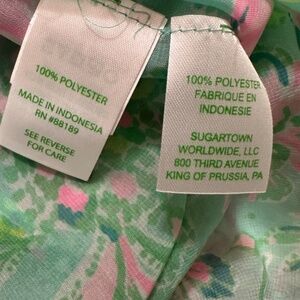 100% POLYESTER
MADE IN INDONESIA
RN #88189
SEE REVERSE
FOR CARE
100% POLYESTER
FABRIQUE EN
INDONESIE
SUGARTOWN
WORLDWIDE, LLC
800 THIRD AVENUE
KING OF PRUSSIA, PA